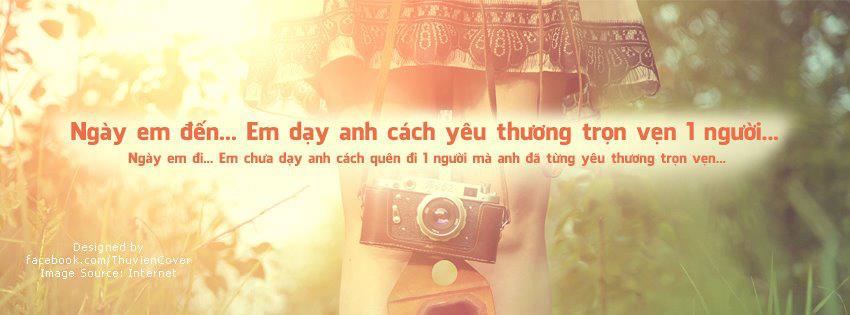 Ngày em đến... Em dạy anh cách yêu thương trọn vẹn 1 người...
Ngày em đi... Em chưa dạy anh cách quên đi 1 người mà anh đã từng yêu thương trọn vẹn...
Designed by
facebook.com/ThuvienCover
Image Source: Internet